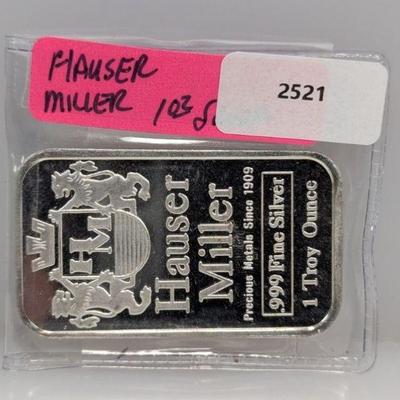 HAUSER
MILLER 1oz
2521
HM
Hauser
Miller
Precious Metals Since 1909
.999 Fine Silver
1 Troy Ounce